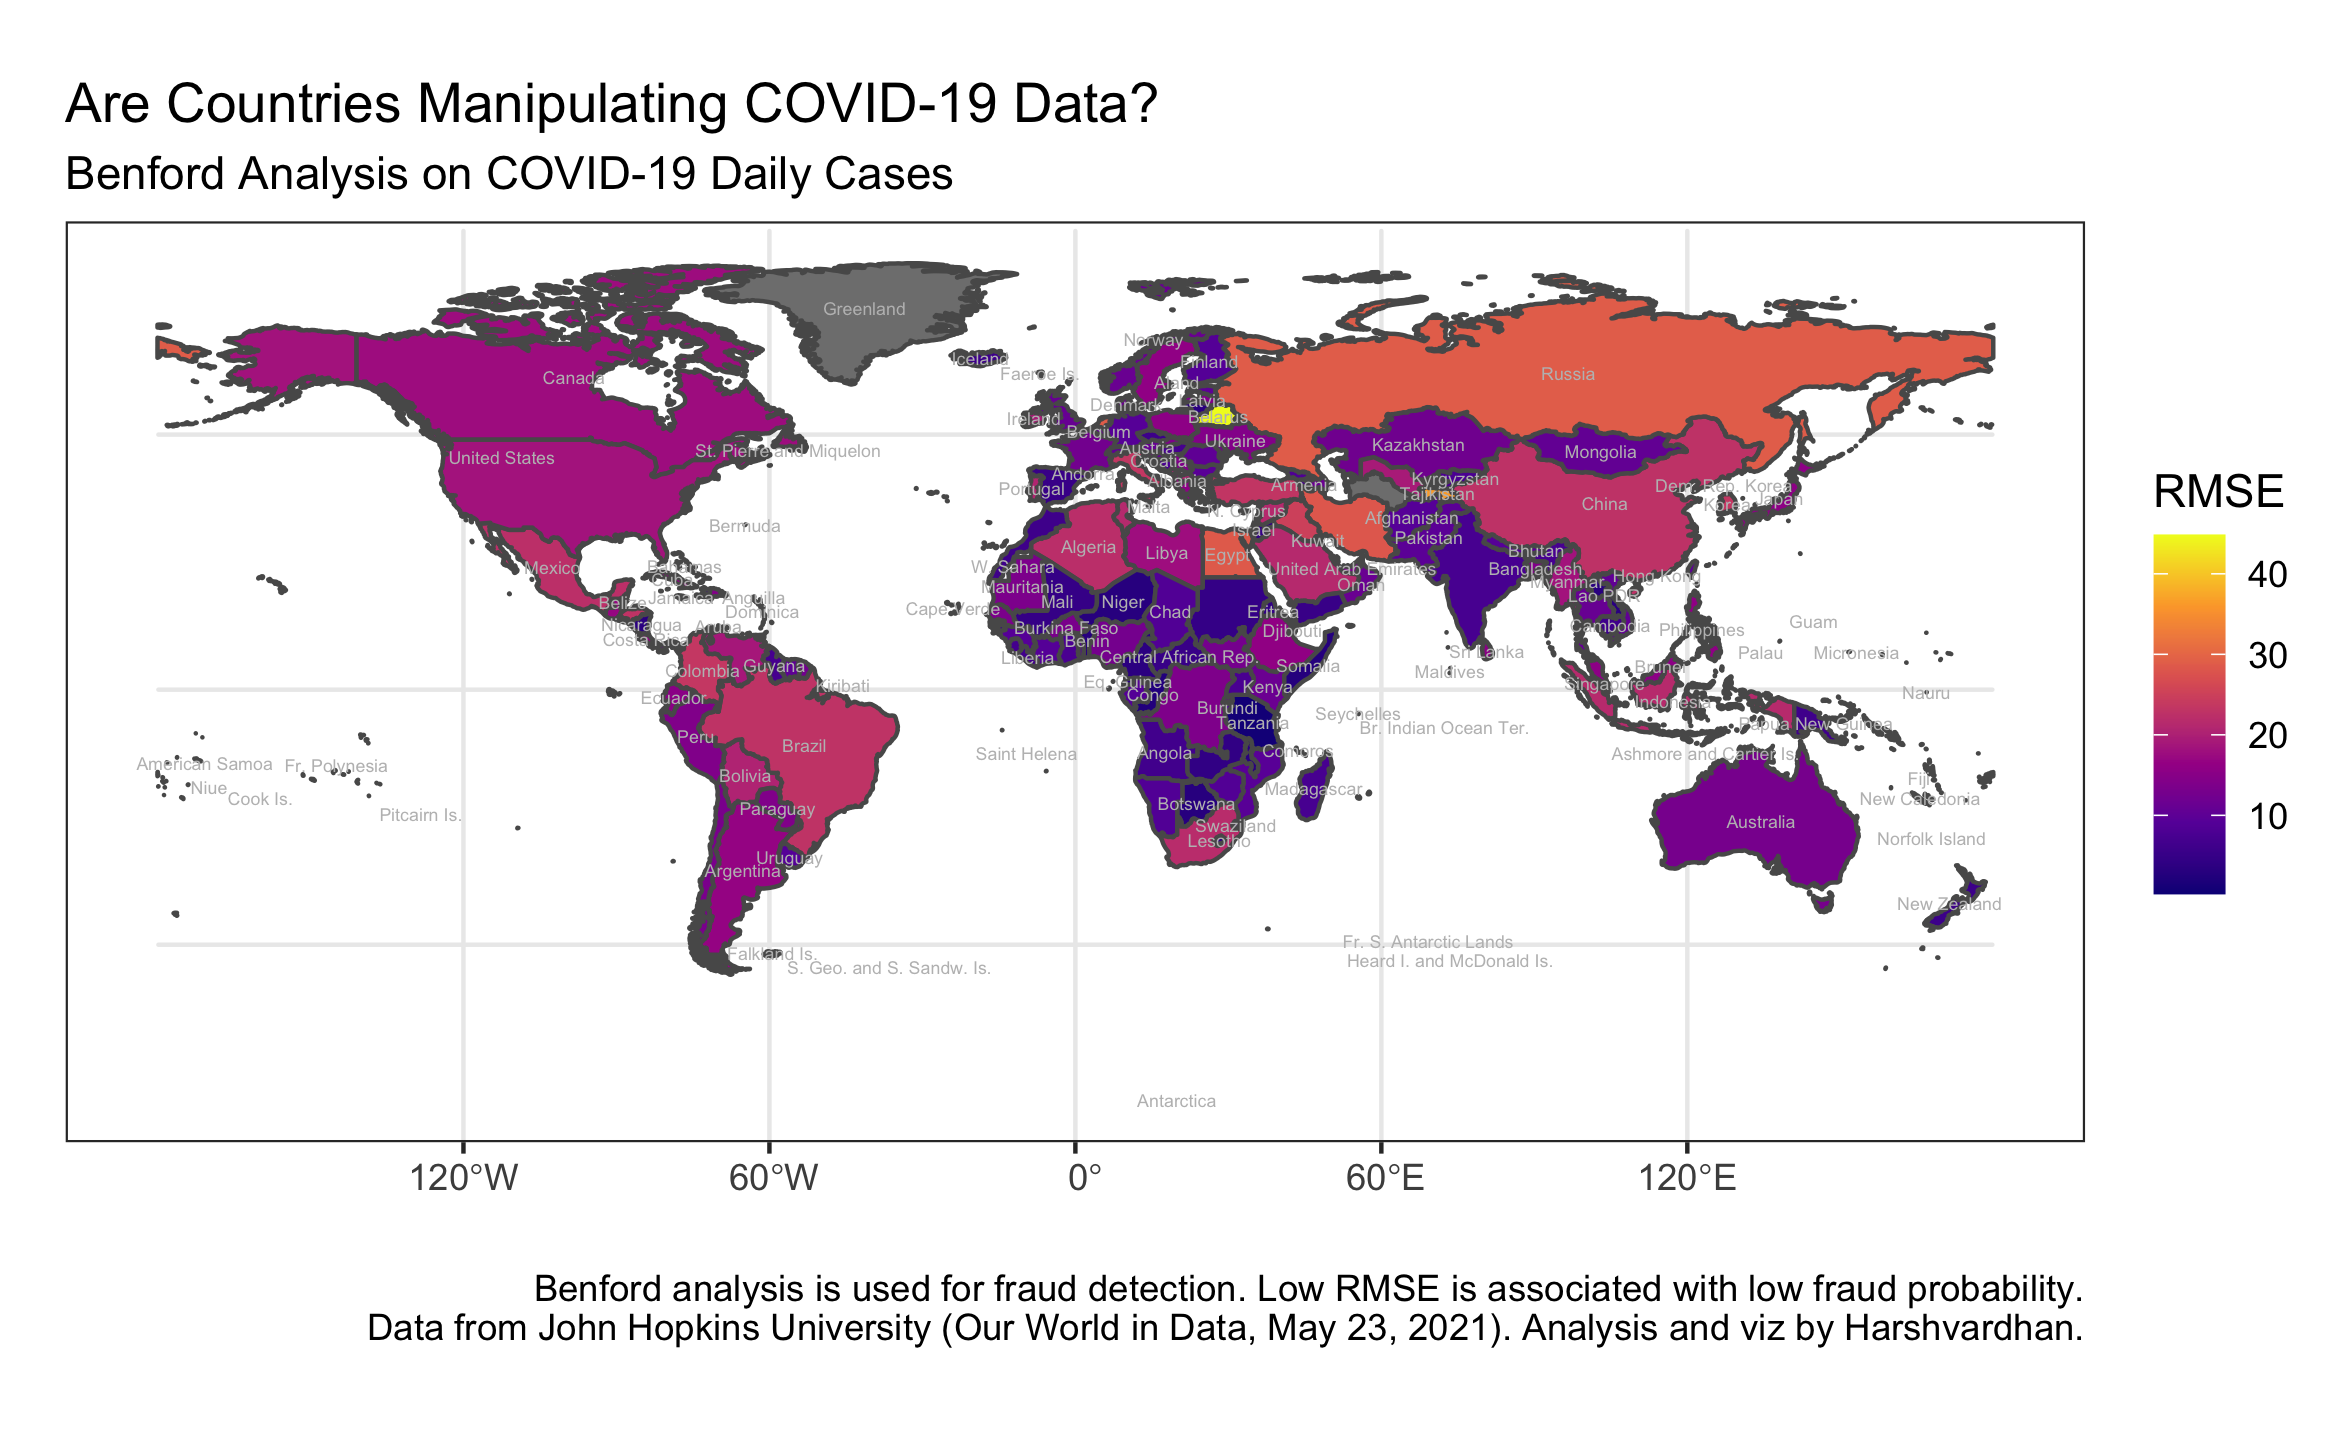 Are Countries Manipulating COVID-19 Data?
Benford Analysis on COVID-19 Daily Cases
Greenland
Norway
Iceland
Finland
Faeroe Is.
Canada
Russia
Aland
Latvia
Denmark
Belarus
Ireland
Belgium
Ukraine
Kazakhstan
St. Pierre and Miquelon
Austria
Mongolia
United States
Croatia
Andorra
Albania
Kyrgyzstan
Portugal
Armenia
Tajikistan
Dem. Rep. Korea
Japan
China
Korea
Malta
N. Cyprus
Afghanistan
Bermuda
Israel
Pakistan
Kuwait
Algeria
Libya
Egypt
Bhutan
Mexico
Bahamas
W. Sahara
United Arab Emirates
Bangladesh
Hong Kong
Cuba
Mauritania
Oman
Myanmar
Belize
Jamaica
Anguilla
Mali
Niger
Lao PDR
Cape Verde
Chad
Eritrea
Dominica
Nicaragua
Aruba
Burkina Faso
Djibouti
Cambodia
Philippines
Guam
Costa Rica
Benin
Liberia
Central African Rep.
Sri Lanka
Palau
Micronesia
Colombia
Guyana
Somalia
Maldives
Brunei
Kiribati
Eq. Guinea
Kenya
Singapore
Ecuador
Congo
Nauru
Indonesia
Burundi
Seychelles
Tanzania
Br. Indian Ocean Ter.
Papua New Guinea
Peru
Brazil
Saint Helena
Angola
Comoros
Ashmore and Cartier Is.
American Samoa
Fr. Polynesia
Bolivia
Fiji
Niue
Cook Is.
Madagascar
New Caledonia
Pitcairn Is.
Paraguay
Botswana
Australia
Swaziland
Lesotho
Norfolk Island
Uruguay
Argentina
New Zealand
Falkland Is.
Fr. S. Antarctic Lands
S. Geo. and S. Sandw. Is.
Heard I. and McDonald Is.
Antarctica
120°W
60°W
0°
60°E
120°E
RMSE
40
30
20
10
Benford analysis is used for fraud detection. Low RMSE is associated with low fraud probability.
Data from John Hopkins University (Our World in Data, May 23, 2021). Analysis and viz by Harshvardhan.